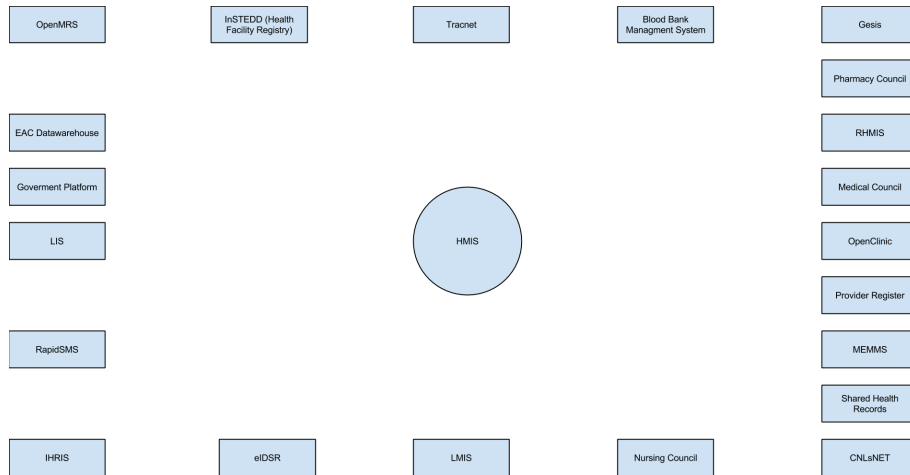 OpenMRS
InSTEDD (Health
Facility Registry)
Tracnet
Blood Bank
Managment System
Gesis
Pharmacy Council
EAC Datawarehouse
RHMIS
Goverment Platform
Medical Council
LIS
HMIS
OpenClinic
Provider Register
RapidSMS
MEMMS
Shared Health
Records
IHRIS
eIDSR
LMIS
Nursing Council
CNLsNET